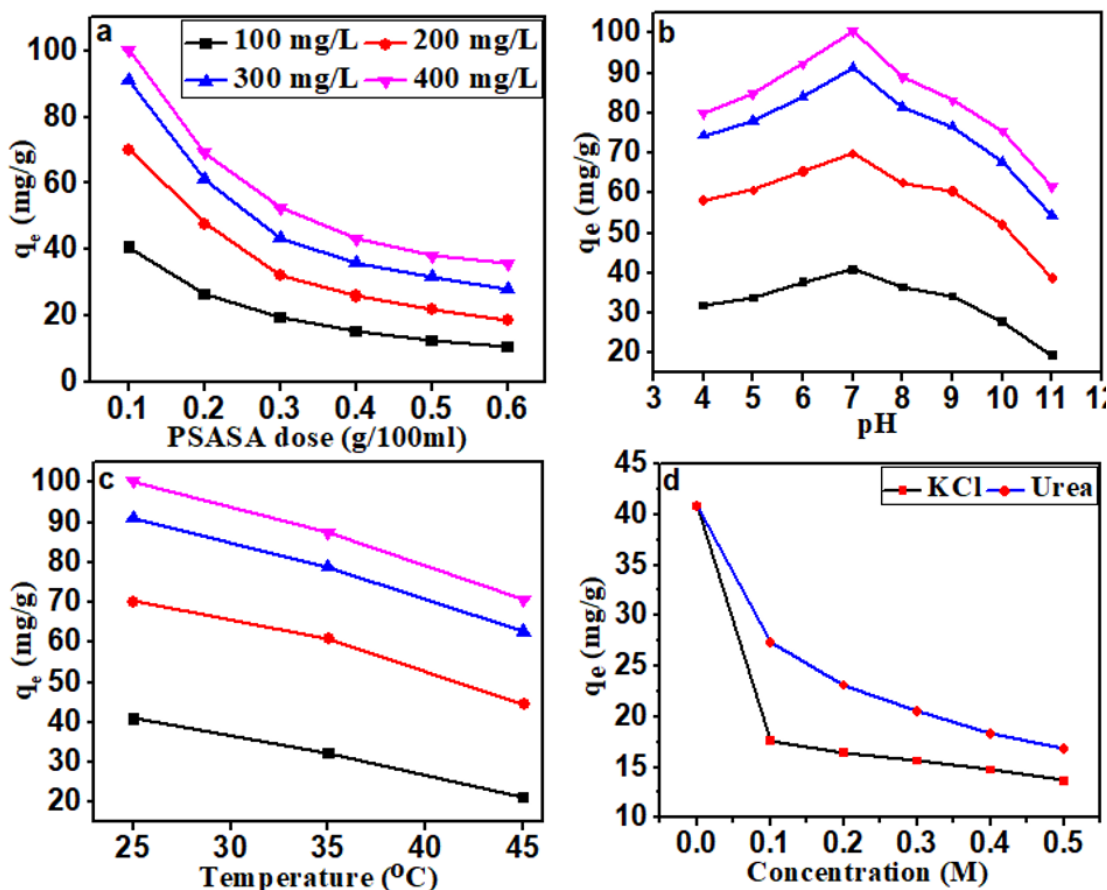 a
100 mg/L 200 mg/L
300 mg/L 400 mg/L
100
80
60
40
20
0
qe (mg/g)
0.1 0.2 0.3 0.4 0.5 0.6
PSASA dose (g/100ml)
b
100
90
80
70
60
50
40
30
20
qe (mg/g)
3 4 5 6 7 8 9 10 11 12
pH
c
100
90
80
70
60
50
40
30
20
qe (mg/g)
25 30 35 40 45
Temperature (⁰C)
d
KCl Urea
45
40
35
30
25
20
15
10
qe (mg/g)
0.0 0.1 0.2 0.3 0.4 0.5
Concentration (M)